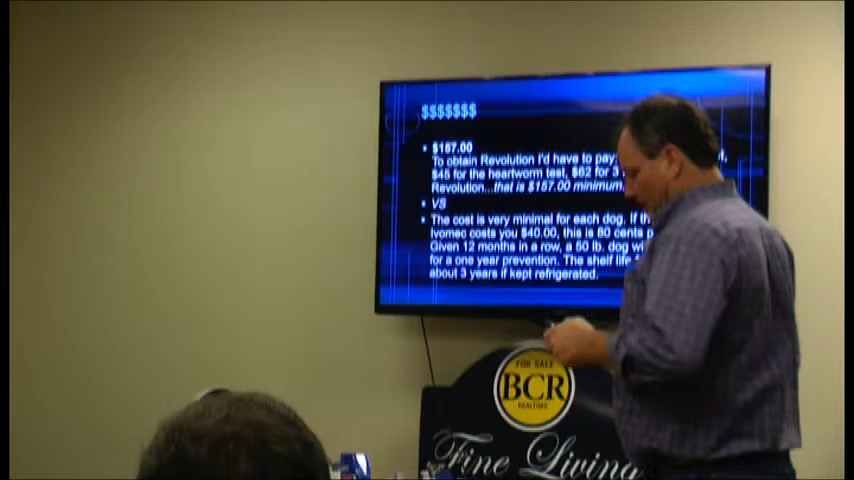 $$$$$$$
• $157.00
To obtain Revolution I'd have to pay
$45 for the heartworm test, $62 for 3
Revolution...that is $157.00 minimum.
• VS
• The cost is very minimal for each dog. If
Ivomec costs you $40.00, this is 80 cents
Given 12 months in a row, a 50 lb. dog
for a one year prevention. The shelf life
about 3 years if kept refrigerated.
FOR SALE
BCR
REALTORS
Fine Living